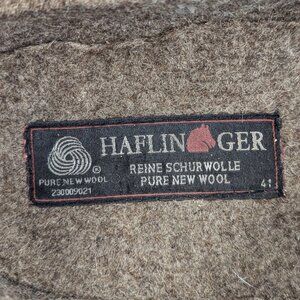 HAFLINGER
REINE SCHURWOLLE
PURE NEW WOOL
41
®
PURE NEW WOOL
230009021